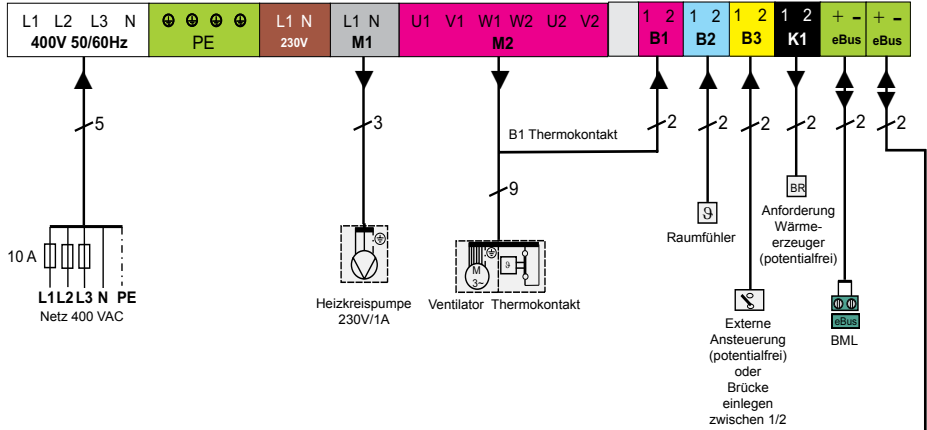 L1 L2 L3 N
400V 50/60Hz
PE
L1 N
230V
L1 N
M1
U1 V1 W1 W2 U2 V2
M2
1 2
B1
1 2
B2
1 2
B3
1 2
K1
+ -
eBus
+ -
eBus
5
3
B1 Thermokontakt
2
2
2
2
2
2
9
10 A
L1 L2 L3 N PE
Netz 400 VAC
Heizkreispumpe
230V/1A
M
3~
ϑ
Ventilator Thermokontakt
ϑ
Raumfühler
Externe
Ansteuerung
(potentialfrei)
oder
Brücke
einlegen
zwischen 1/2
BR
Anforderung
Wärme-
erzeuger
(potentialfrei)
eBus
BML